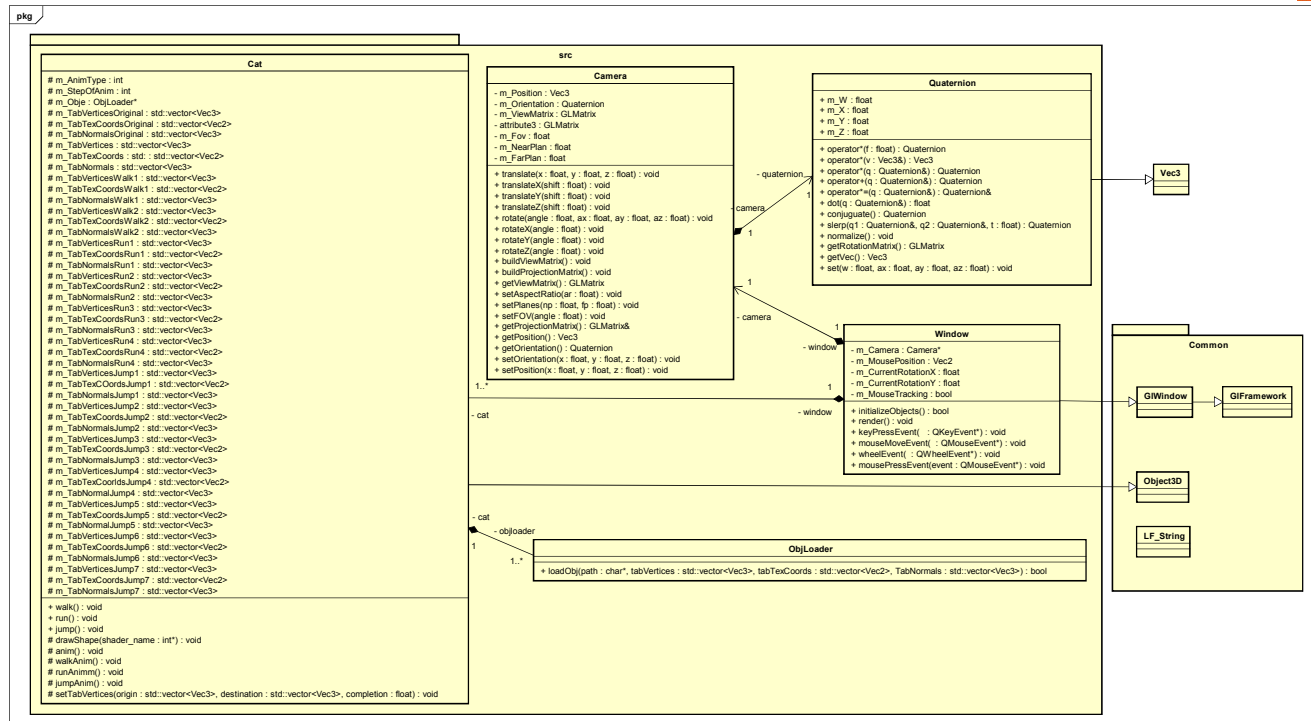 pkg
src
Cat
# m_AnimType : int
# m_StepOfAnim : int
# m_Obje : ObjLoader*
# m_TabVerticesOriginal : std::vector<Vec3>
# m_TabTexCoordsOriginal : std::vector<Vec2>
# m_TabNormalsOriginal : std::vector<Vec3>
# m_TabVertices : std::vector<Vec3>
# m_TabTexCoords : std: : std::vector<Vec2>
# m_TabNormals : std::vector<Vec3>
# m_TabVerticesWalk1 : std::vector<Vec3>
# m_TabTexCoordsWalk1 : std::vector<Vec2>
# m_TabNormalsWalk1 : std::vector<Vec3>
# m_TabVerticesWalk2 : std::vector<Vec3>
# m_TabTexCoordsWalk2 : std::vector<Vec2>
# m_TabNormalsWalk2 : std::vector<Vec3>
# m_TabVerticesRun1 : std::vector<Vec3>
# m_TabTexCoordsRun1 : std::vector<Vec2>
# m_TabNormalsRun1 : std::vector<Vec3>
# m_TabVerticesRun2 : std::vector<Vec3>
# m_TabTexCoordsRun2 : std::vector<Vec2>
# m_TabNormalsRun2 : std::vector<Vec3>
# m_TabVerticesRun3 : std::vector<Vec3>
# m_TabTexCoordsRun3 : std::vector<Vec2>
# m_TabNormalsRun3 : std::vector<Vec3>
# m_TabVerticesRun4 : std::vector<Vec3>
# m_TabTexCoordsRun4 : std::vector<Vec2>
# m_TabNormalsRun4 : std::vector<Vec3>
# m_TabVerticesJump1 : std::vector<Vec3>
# m_TabTexCOordsJump1 : std::vector<Vec2>
# m_TabNormalsJump1 : std::vector<Vec3>
# m_TabVerticesJump2 : std::vector<Vec3>
# m_TabTexCoordsJump2 : std::vector<Vec2>
# m_TabNormalsJump2 : std::vector<Vec3>
# m_TabVerticesJump3 : std::vector<Vec3>
# m_TabTexCoordsJump3 : std::vector<Vec2>
# m_TabNormalsJump3 : std::vector<Vec3>
# m_TabVerticesJump4 : std::vector<Vec3>
# m_TabTexCoorldsJump4 : std::vector<Vec2>
# m_TabNormalJump4 : std::vector<Vec3>
# m_TabVerticesJump5 : std::vector<Vec3>
# m_TabTexCoordsJump5 : std::vector<Vec2>
# m_TabNormalJump5 : std::vector<Vec3>
# m_TabVerticesJump6 : std::vector<Vec3>
# m_TabTexCoordsJump6 : std::vector<Vec2>
# m_TabNormalsJump6 : std::vector<Vec3>
# m_TabVerticesJump7 : std::vector<Vec3>
# m_TabTexCoordsJump7 : std::vector<Vec2>
# m_TabNormalsJump7 : std::vector<Vec3>
+ walk() : void
+ run() : void
+ jump() : void
# drawShape(shader_name : int*) : void
# anim() : void
# walkAnim() : void
# runAnimm() : void
# jumpAnim() : void
# setTabVertices(origin : std::vector<Vec3>, destination : std::vector<Vec3>, completion : float) : void
Camera
- m_Position : Vec3
- m_Orientation : Quaternion
- m_ViewMatrix : GLMatrix
- attribute3 : GLMatrix
- m_Fov : float
- m_NearPlan : float
- m_FarPlan : float
+ translate(x : float, y : float, z : float) : void
+ translateX(shift : float) : void
+ translateY(shift : float) : void
+ translateZ(shift : float) : void
+ rotate(angle : float, ax : float, ay : float, az : float) : void
+ rotateX(angle : float) : void
+ rotateY(angle : float) : void
+ rotateZ(angle : float) : void
+ buildViewMatrix() : void
+ buildProjectionMatrix() : void
+ getViewMatrix() : GLMatrix
+ setAspectRatio(ar : float) : void
+ setPlanes(np : float, fp : float) : void
+ setFOV(angle : float) : void
+ getProjectionMatrix() : GLMatrix&
+ getPosition() : Vec3
+ getOrientation() : Quaternion
+ setOrientation(x : float, y : float, z : float) : void
+ setPosition(x : float, y : float, z : float) : void
Quaternion
+ m_W : float
+ m_X : float
+ m_Y : float
+ m_Z : float
+ operator*(f : float) : Quaternion
+ operator*(v : Vec3&) : Vec3
+ operator*(q : Quaternion&) : Quaternion
+ operator+(q : Quaternion&) : Quaternion
+ operator*=(q : Quaternion&) : Quaternion&
+ dot(q : Quaternion&) : float
+ conjuguate() : Quaternion
+ slerp(q1 : Quaternion&, q2 : Quaternion&, t : float) : Quaternion
+ normalize() : void
+ getRotationMatrix() : GLMatrix
+ getVec() : Vec3
+ set(w : float, ax : float, ay : float, az : float) : void
- quaternion
1
- camera
1
Vec3
1
- camera
1
- window
Window
- m_Camera : Camera*
- m_MousePosition : Vec2
- m_CurrentRotationX : float
- m_CurrentRotationY : float
- m_MouseTracking : bool
+ initializeObjects() : bool
+ render() : void
+ keyPressEvent( : QKeyEvent*) : void
+ mouseMoveEvent( : QMouseEvent*) : void
+ wheelEvent( : QWheelEvent*) : void
+ mousePressEvent(event : QMouseEvent*) : void
1..*
- cat
1
- window
Common
GlWindow
GlFramework
Object3D
LF_String
- cat
1
- objloader
1..*
ObjLoader
+ loadObj(path : char*, tabVertices : std::vector<Vec3>, tabTexCoords : std::vector<Vec2>, TabNormals : std::vector<Vec3>) : bool